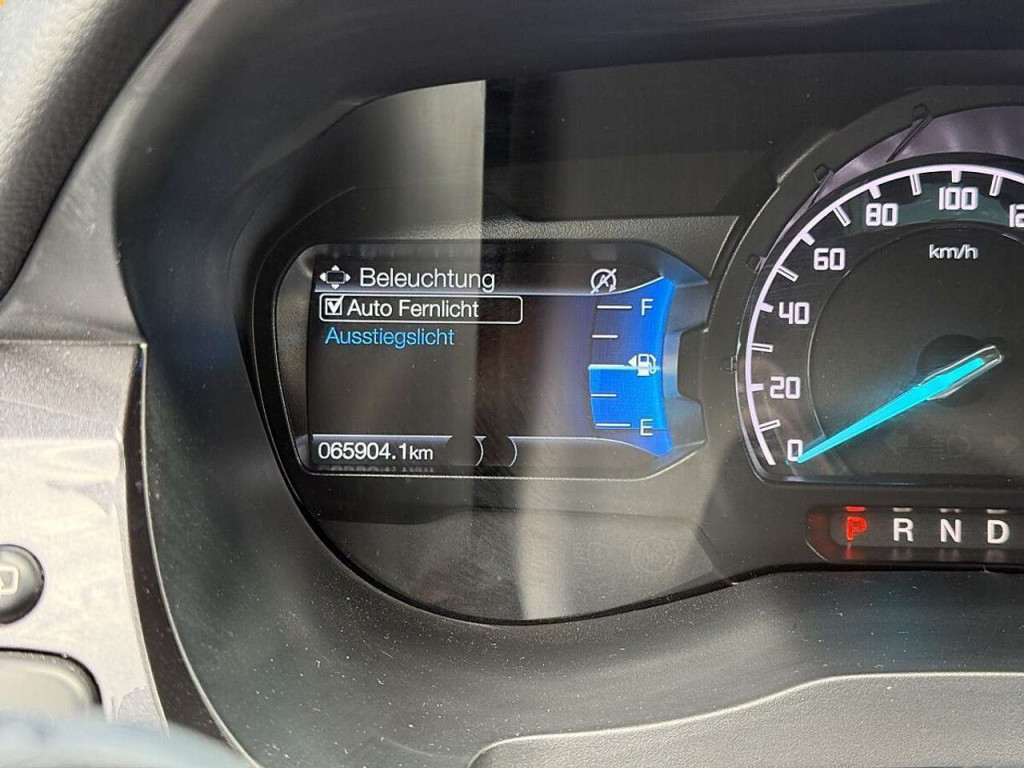 Beleuchtung
Auto Fernlicht
Ausstiegslicht
F
E
065904.1km
0
20
40
60
80
100
km/h
P R N D